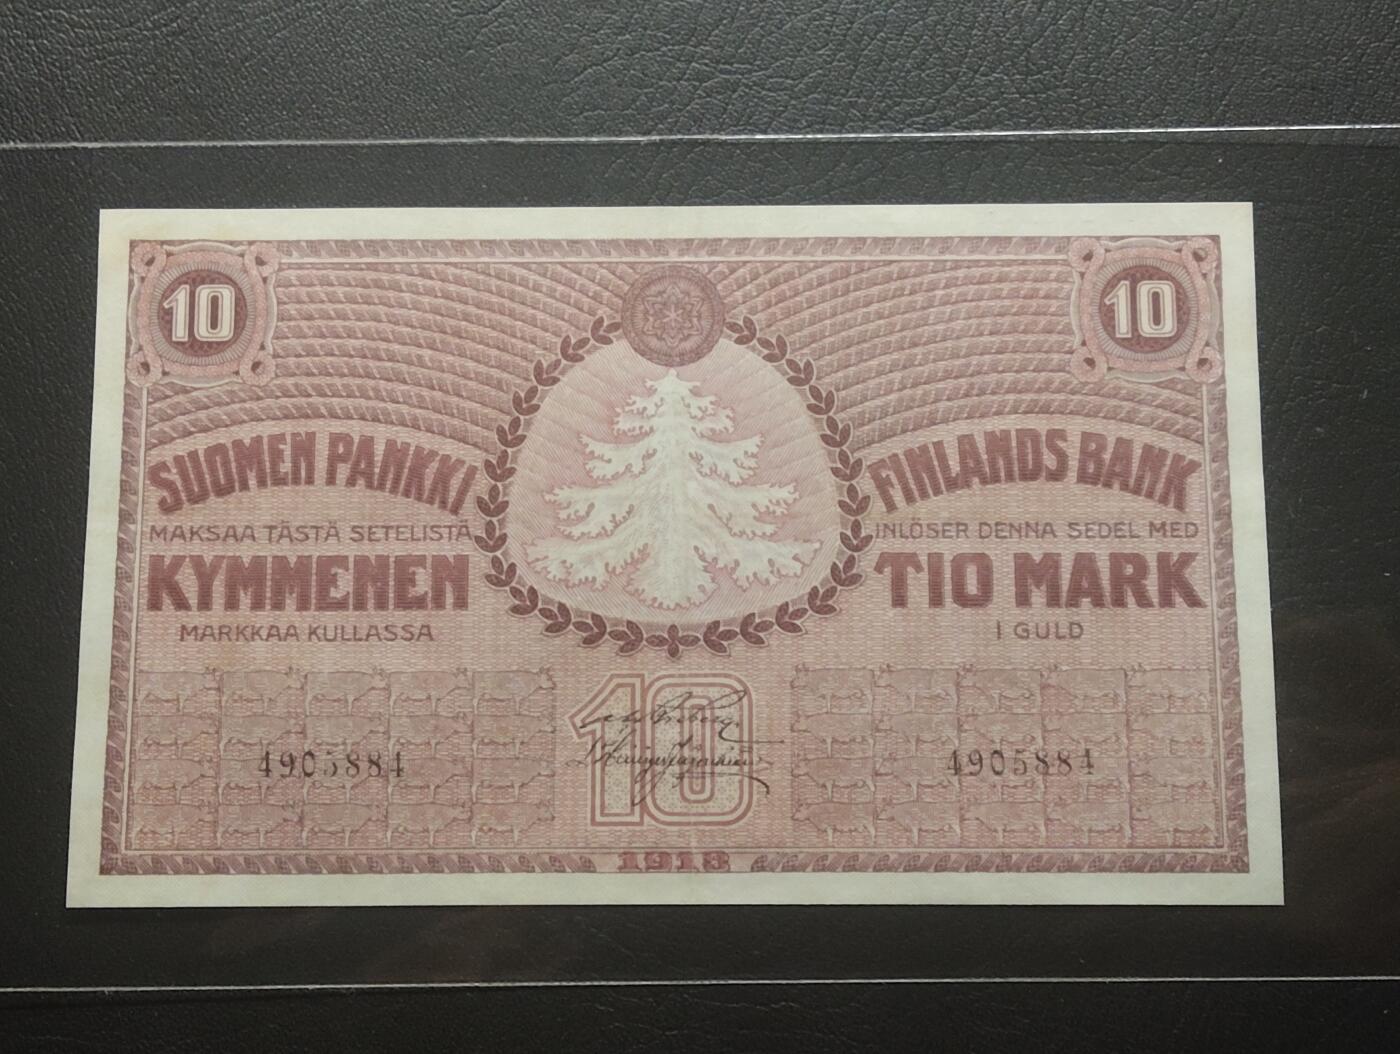 10 10
SUOMEN PANKKI
MAKSAA TÄSTÄ SETELISTÄ
KYMMENEN
MARKKAA KULLASSA
FINLANDS BANK
INLÖSER DENNA SEDEL MED
TIO MARK
I GULD
10
4905884 4905884
1918